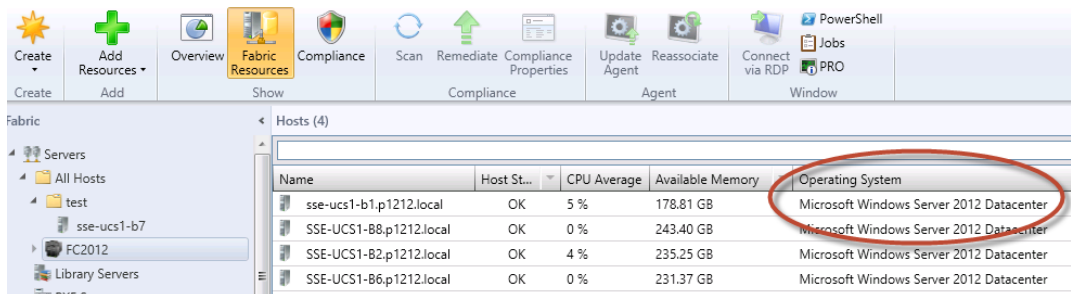 Create
Add
Resources
Overview
Fabric
Resources
Compliance
Scan
Remediate
Compliance
Properties
Update
Agent
Reassociate
Connect
via RDP
PowerShell
Jobs
PRO
Create
Add
Show
Compliance
Agent
Window
Fabric
Servers
All Hosts
test
sse-ucs1-b7
FC2012
Library Servers
Hosts (4)
Name Host St... CPU Average Available Memory Operating System
sse-ucs1-b1.p1212.local OK 5 % 178.81 GB Microsoft Windows Server 2012 Datacenter
SSE-UCS1-B8.p1212.local OK 0 % 243.40 GB Microsoft Windows Server 2012 Datacenter
SSE-UCS1-B2.p1212.local OK 4 % 235.25 GB Microsoft Windows Server 2012 Datacenter
SSE-UCS1-B6.p1212.local OK 0 % 231.37 GB Microsoft Windows Server 2012 Datacenter